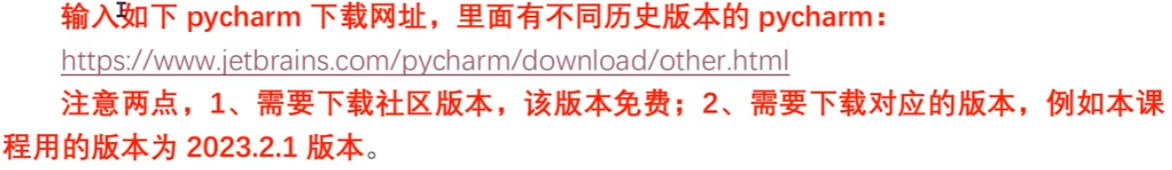 输入如下 pycharm 下载网址，里面有不同历史版本的 pycharm：
https://www.jetbrains.com/pycharm/download/other.html
注意两点，1、需要下载社区版本，该版本免费；2、需要下载对应的版本，例如本课
程用的版本为 2023.2.1 版本。